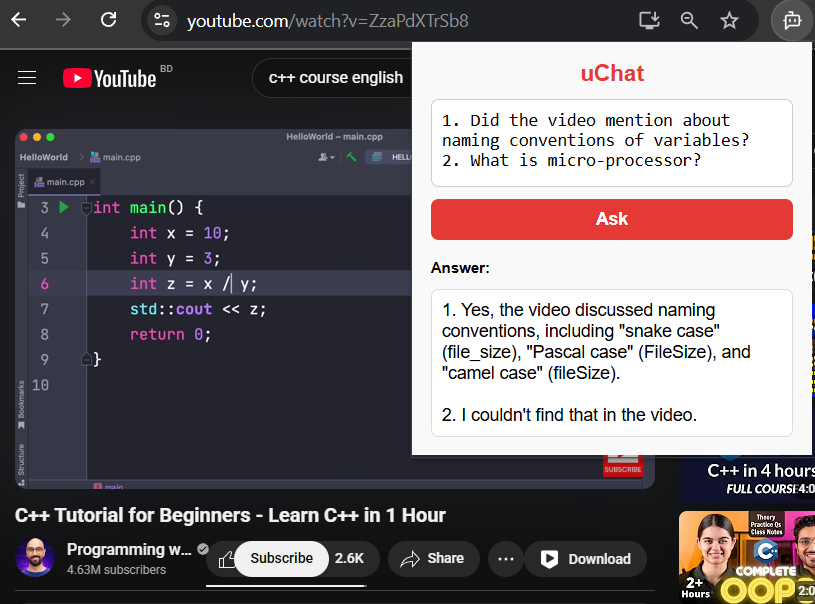 youtube.com/watch?v=ZzaPdXTrSb8
YouTube BD
c++ course english
uChat
1. Did the video mention about
naming conventions of variables?
2. What is micro-processor?
Ask
Answer:
1. Yes, the video discussed naming
conventions, including "snake case"
(file_size), "Pascal case" (FileSize), and
"camel case" (fileSize).
2. I couldn't find that in the video.
HelloWorld – main.cpp
HelloWorld
main.cpp
HELL
Project
main.cpp
3 int main() {
4 int x = 10;
5 int y = 3;
6 int z = x / y;
7 std::cout << z;
8 return 0;
9 }
10
Bookmarks
Structure
main
SUBSCRIBE
C++ Tutorial for Beginners - Learn C++ in 1 Hour
Programming w...
4.63M subscribers
Subscribe
2.6K
Share
Download
C++ in 4 hours
FULL COURSE
4:0
Theory
Practice Qs
Class Notes
C++
COMPLETE
OOP
2+
Hours
2:0